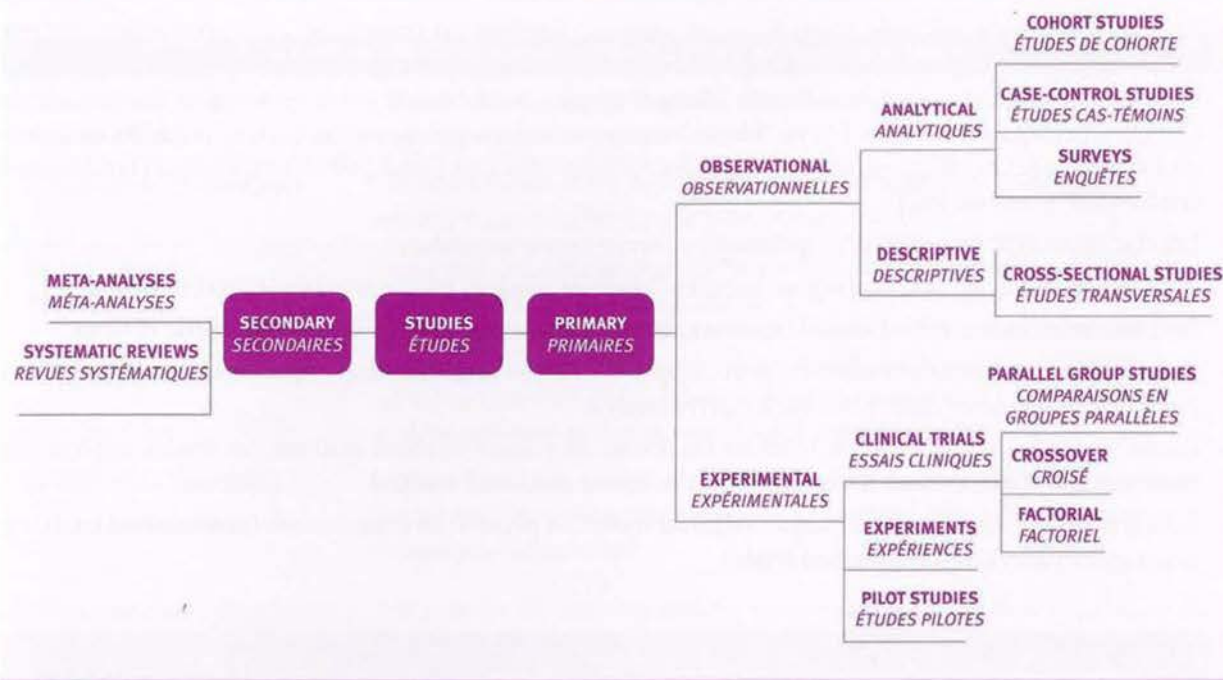 META-ANALYSES
MÉTA-ANALYSES
SYSTEMATIC REVIEWS
REVUES SYSTÉMATIQUES
SECONDARY
SECONDAIRES
STUDIES
ÉTUDES
PRIMARY
PRIMAIRES
OBSERVATIONAL
OBSERVATIONNELLES
ANALYTICAL
ANALYTIQUES
COHORT STUDIES
ÉTUDES DE COHORTE
CASE-CONTROL STUDIES
ÉTUDES CAS-TÉMOINS
SURVEYS
ENQUÊTES
DESCRIPTIVE
DESCRIPTIVES
CROSS-SECTIONAL STUDIES
ÉTUDES TRANSVERSALES
EXPERIMENTAL
EXPÉRIMENTALES
CLINICAL TRIALS
ESSAIS CLINIQUES
PARALLEL GROUP STUDIES
COMPARAISONS EN
GROUPES PARALLÈLES
CROSSOVER
CROISÉ
FACTORIAL
FACTORIEL
EXPERIMENTS
EXPÉRIENCES
PILOT STUDIES
ÉTUDES PILOTES